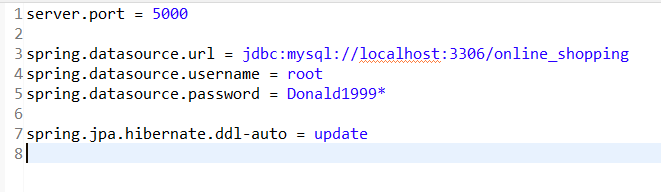 1 server.port = 5000
2
3 spring.datasource.url = jdbc:mysql://localhost:3306/online_shopping
4 spring.datasource.username = root
5 spring.datasource.password = Donald1999*
6
7 spring.jpa.hibernate.ddl-auto = update
8